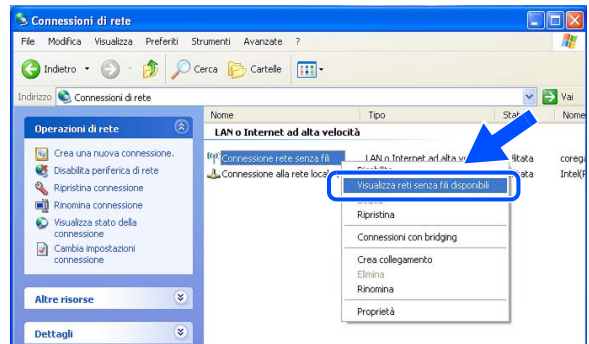 Connessioni di rete
File Modifica Visualizza Preferiti Strumenti Avanzate ?
Indietro Cerca Cartelle
Indirizzo Connessioni di rete Vai
Nome Tipo Nome
Operazioni di rete
LAN o Internet ad alta velocità
Crea una nuova connessione.
Disabilita periferica di rete
Ripristina connessione
Rinomina connessione
Visualizza stato della connessione
Cambia impostazioni connessione
Altre risorse
Dettagli
Connessione rete senza fili LAN o Internet ad alta
Connessione alla rete
Visualizza reti senza fili disponibili
Ripristina
Connessioni con bridging
Crea collegamento
Elimina
Rinomina
Proprietà